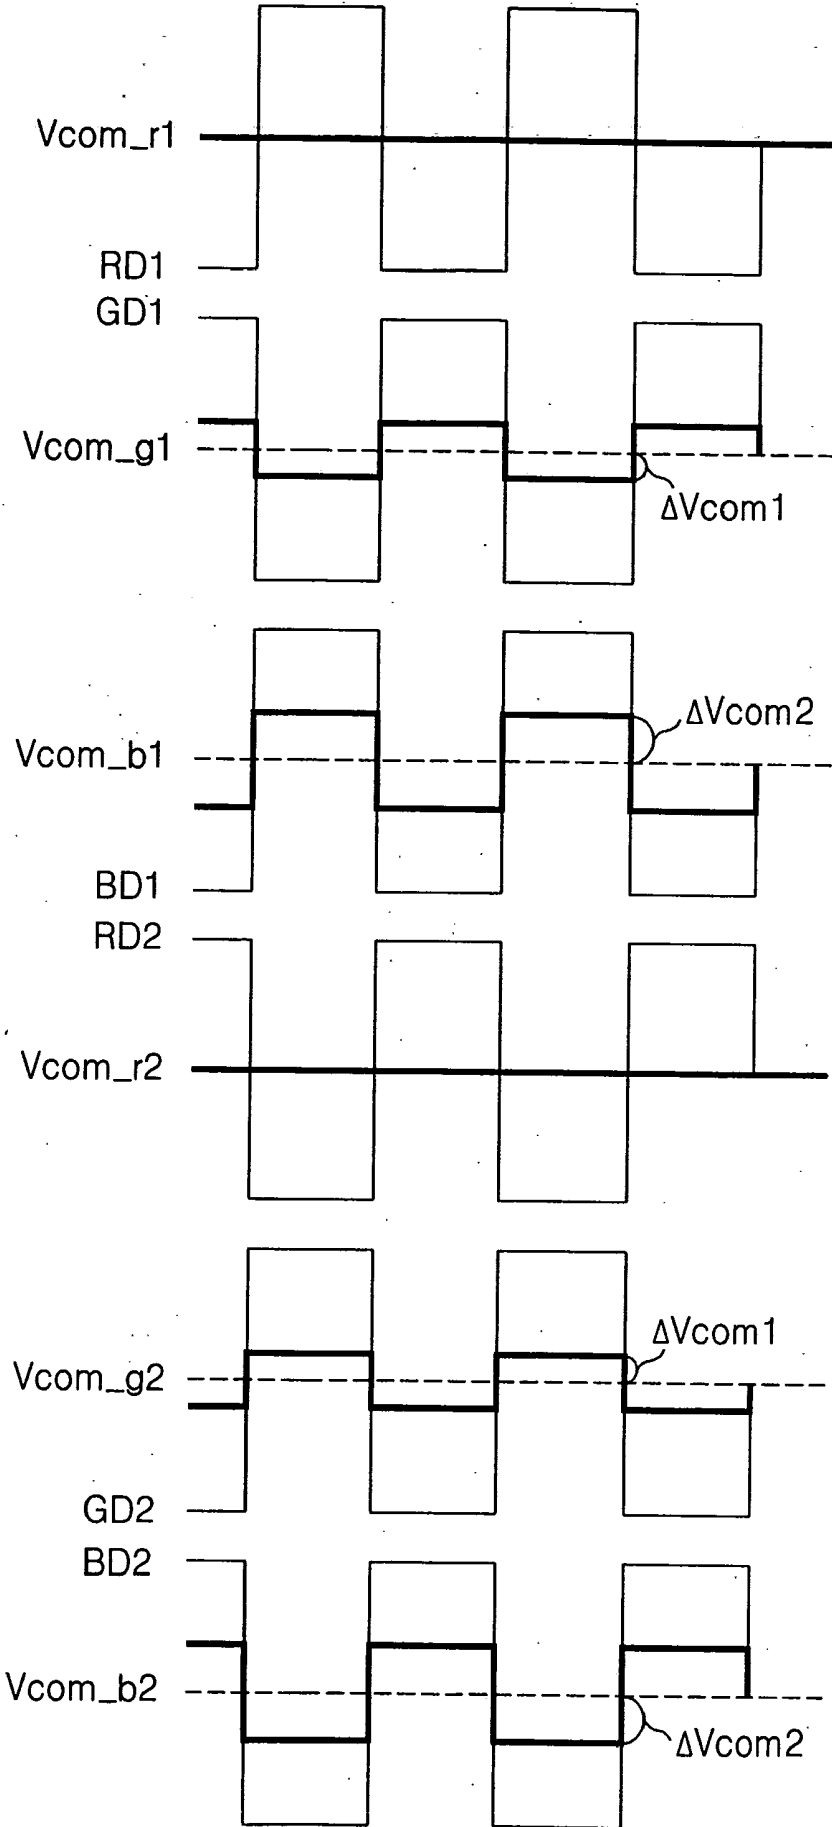 Vcom_r1
RD1
GD1
Vcom_g1
ΔVcom1
ΔVcom2
Vcom_b1
BD1
RD2
Vcom_r2
ΔVcom1
Vcom_g2
GD2
BD2
Vcom_b2
ΔVcom2